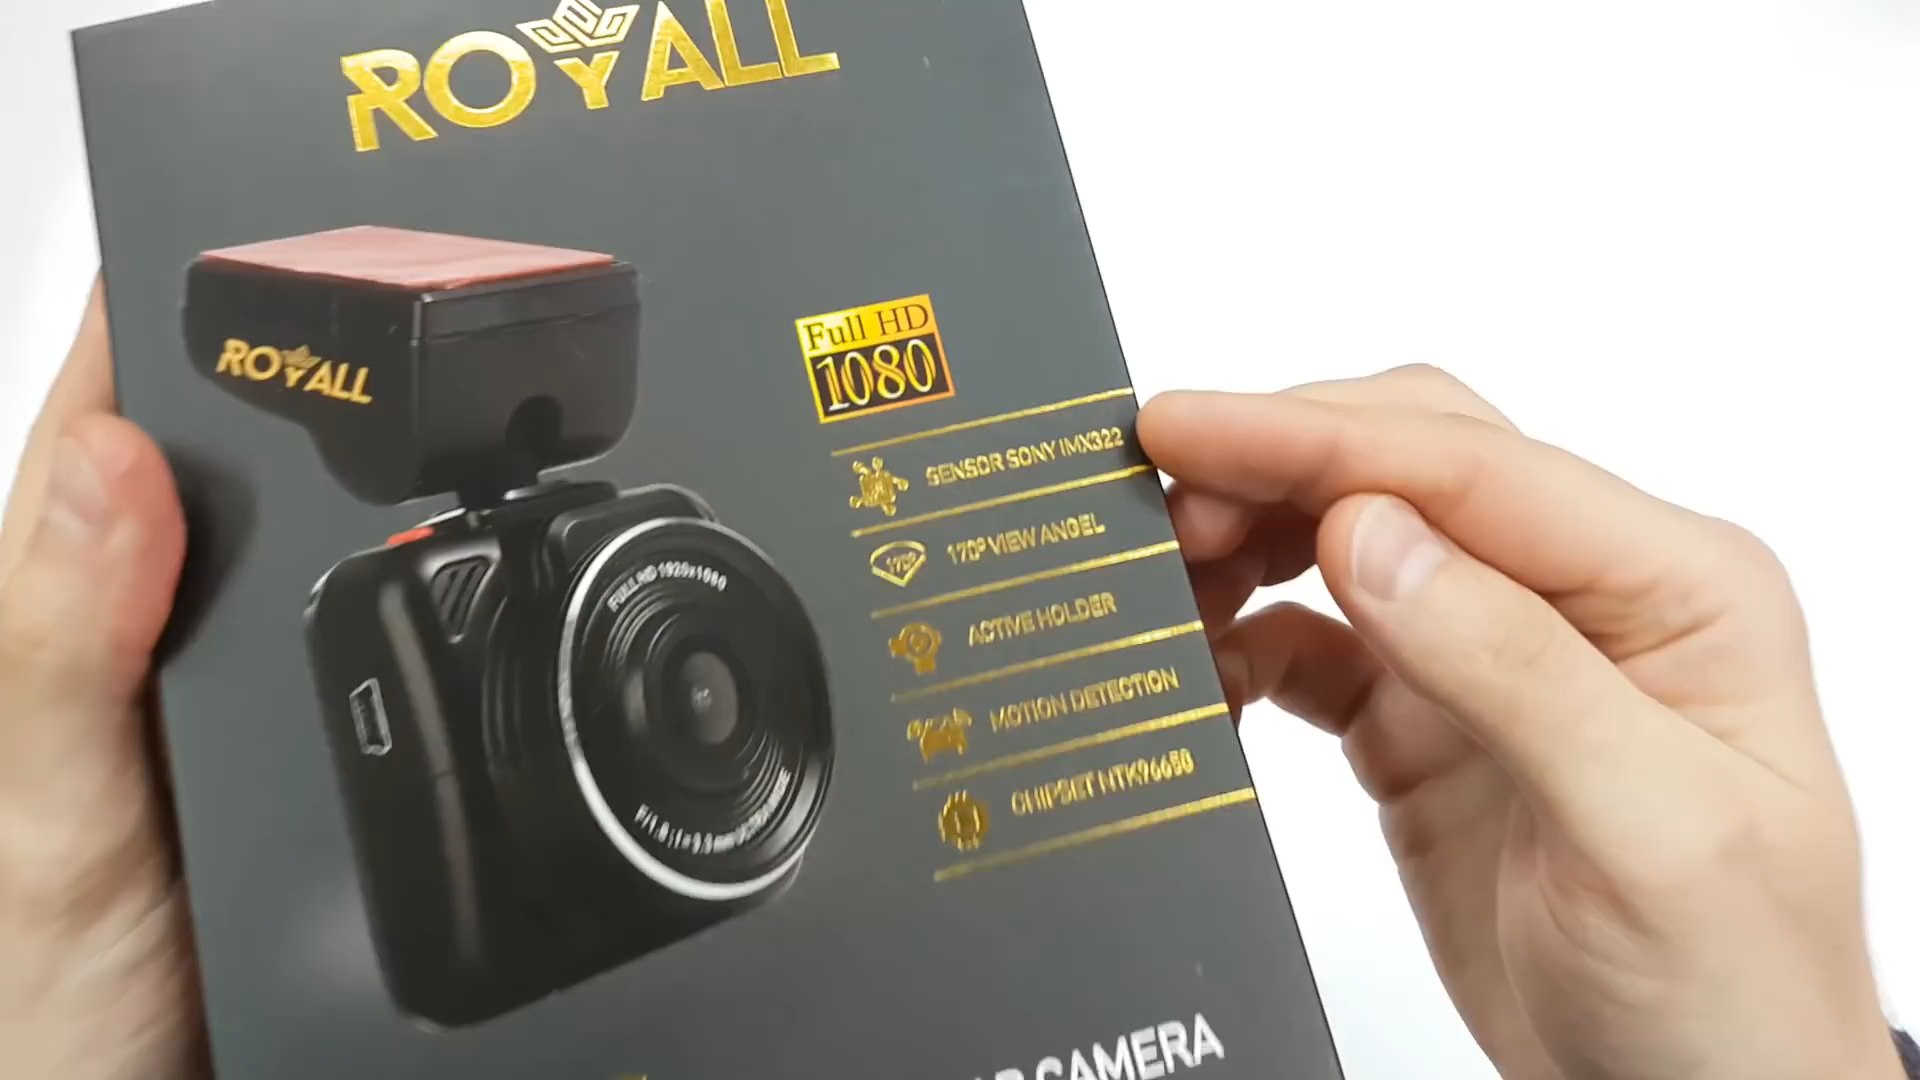 ROYALL
ROYALL
Full HD
1080
SENSOR SONY IMX322
170° VIEW ANGEL
170°
ACTIVE HOLDER
MOTION DETECTION
CHIPSET NTK96650
FULL HD 1920x1080
CAMERA